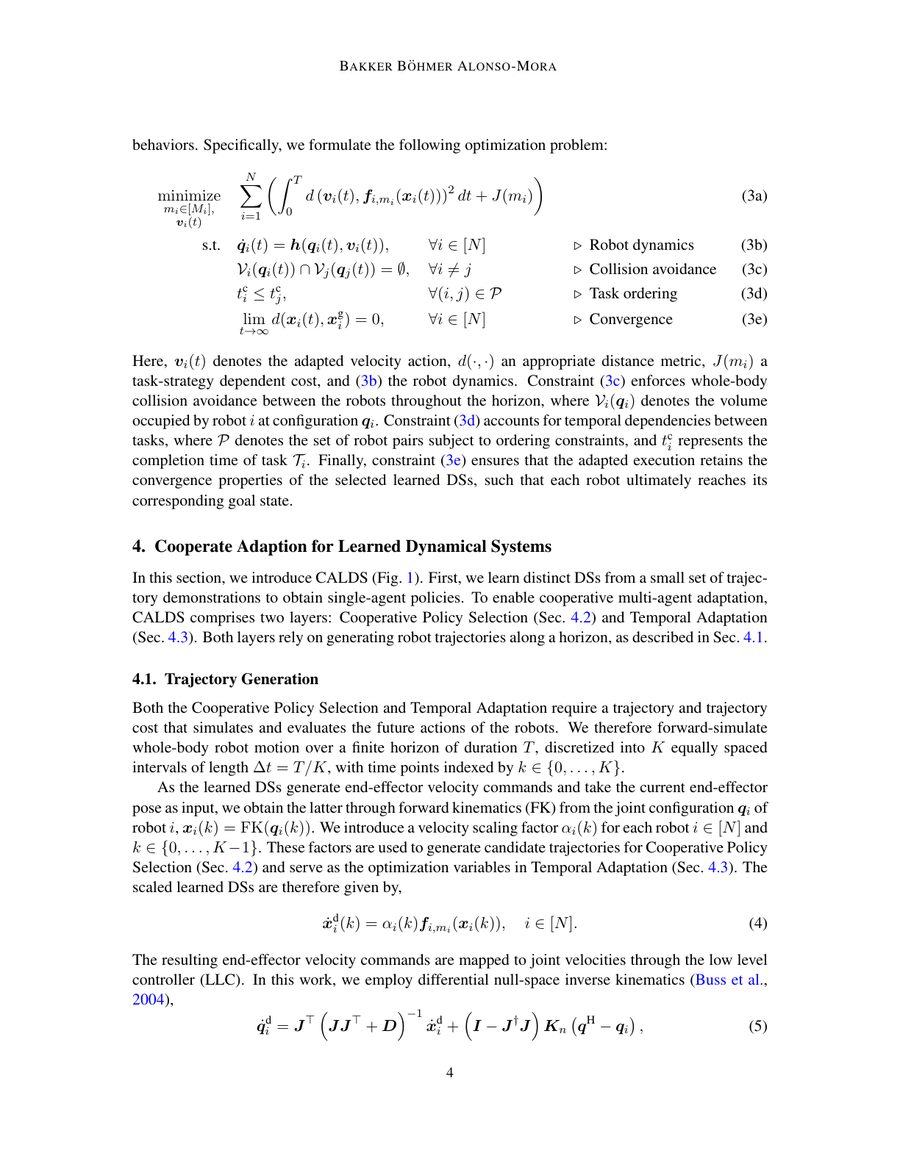 BAKKER BÖHMER ALONSO-MORA
behaviors. Specifically, we formulate the following optimization problem:
minimize_{m_i∈[M_i], v_i(t)} ∑_{i=1}^{N} ( ∫_0^T d (v_i(t), f_{i,m_i}(x_i(t)))² dt + J(m_i) ) (3a)
s.t. q̇_i(t) = h(q_i(t), v_i(t)), ∀i ∈ [N] ▷ Robot dynamics (3b)
𝒱_i(q_i(t)) ∩ 𝒱_j(q_j(t)) = ∅, ∀i ≠ j ▷ Collision avoidance (3c)
t_i^c ≤ t_j^c, ∀(i, j) ∈ 𝒫 ▷ Task ordering (3d)
lim_{t→∞} d(x_i(t), x_i^g) = 0, ∀i ∈ [N] ▷ Convergence (3e)
Here, v_i(t) denotes the adapted velocity action, d(·, ·) an appropriate distance metric, J(m_i) a
task-strategy dependent cost, and (3b) the robot dynamics. Constraint (3c) enforces whole-body
collision avoidance between the robots throughout the horizon, where 𝒱_i(q_i) denotes the volume
occupied by robot i at configuration q_i. Constraint (3d) accounts for temporal dependencies between
tasks, where 𝒫 denotes the set of robot pairs subject to ordering constraints, and t_i^c represents the
completion time of task 𝒯_i. Finally, constraint (3e) ensures that the adapted execution retains the
convergence properties of the selected learned DSs, such that each robot ultimately reaches its
corresponding goal state.
4. Cooperate Adaption for Learned Dynamical Systems
In this section, we introduce CALDS (Fig. 1). First, we learn distinct DSs from a small set of trajec-
tory demonstrations to obtain single-agent policies. To enable cooperative multi-agent adaptation,
CALDS comprises two layers: Cooperative Policy Selection (Sec. 4.2) and Temporal Adaptation
(Sec. 4.3). Both layers rely on generating robot trajectories along a horizon, as described in Sec. 4.1.
4.1. Trajectory Generation
Both the Cooperative Policy Selection and Temporal Adaptation require a trajectory and trajectory
cost that simulates and evaluates the future actions of the robots. We therefore forward-simulate
whole-body robot motion over a finite horizon of duration T, discretized into K equally spaced
intervals of length Δt = T/K, with time points indexed by k ∈ {0, . . . , K}.
As the learned DSs generate end-effector velocity commands and take the current end-effector
pose as input, we obtain the latter through forward kinematics (FK) from the joint configuration q_i of
robot i, x_i(k) = FK(q_i(k)). We introduce a velocity scaling factor α_i(k) for each robot i ∈ [N] and
k ∈ {0, . . . , K−1}. These factors are used to generate candidate trajectories for Cooperative Policy
Selection (Sec. 4.2) and serve as the optimization variables in Temporal Adaptation (Sec. 4.3). The
scaled learned DSs are therefore given by,
ẋ_i^d(k) = α_i(k) f_{i,m_i}(x_i(k)), i ∈ [N]. (4)
The resulting end-effector velocity commands are mapped to joint velocities through the low level
controller (LLC). In this work, we employ differential null-space inverse kinematics (Buss et al.,
2004),
q̇_i^d = J^⊤ (JJ^⊤ + D)^{−1} ẋ_i^d + (I − J^†J) K_n (q^H − q_i) , (5)
4